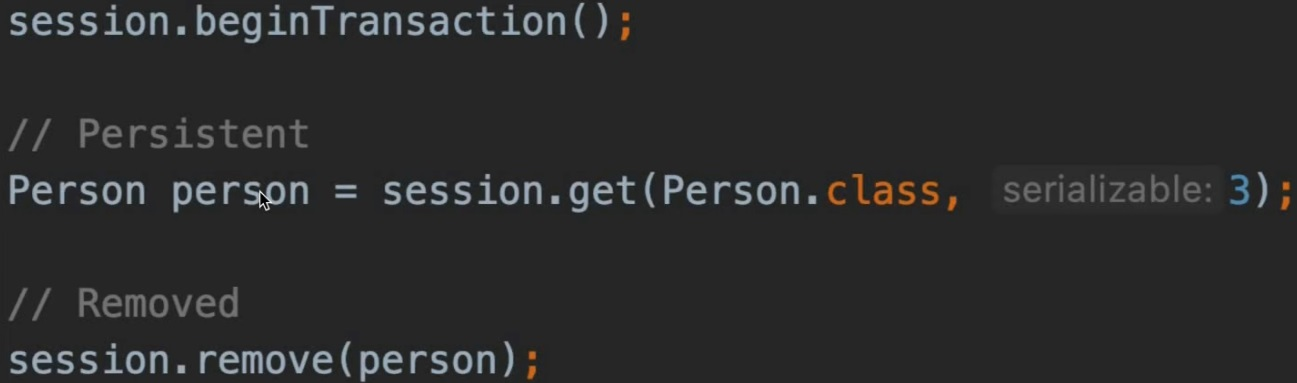 session.beginTransaction();
// Persistent
Person person = session.get(Person.class, serializable: 3);
// Removed
session.remove(person);